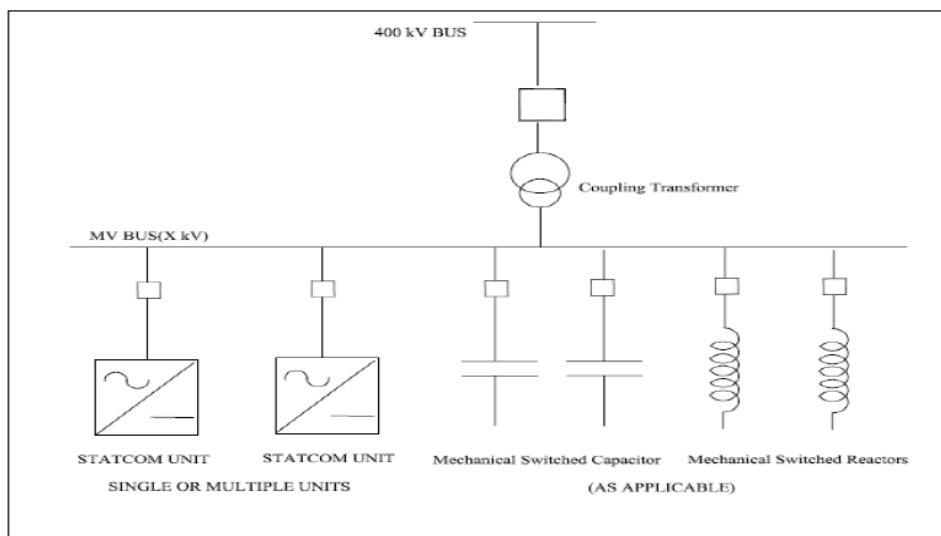 400 kV BUS
Coupling Transformer
MV BUS(X kV)
STATCOM UNIT
STATCOM UNIT
Mechanical Switched Capacitor
Mechanical Switched Reactors
SINGLE OR MULTIPLE UNITS
(AS APPLICABLE)